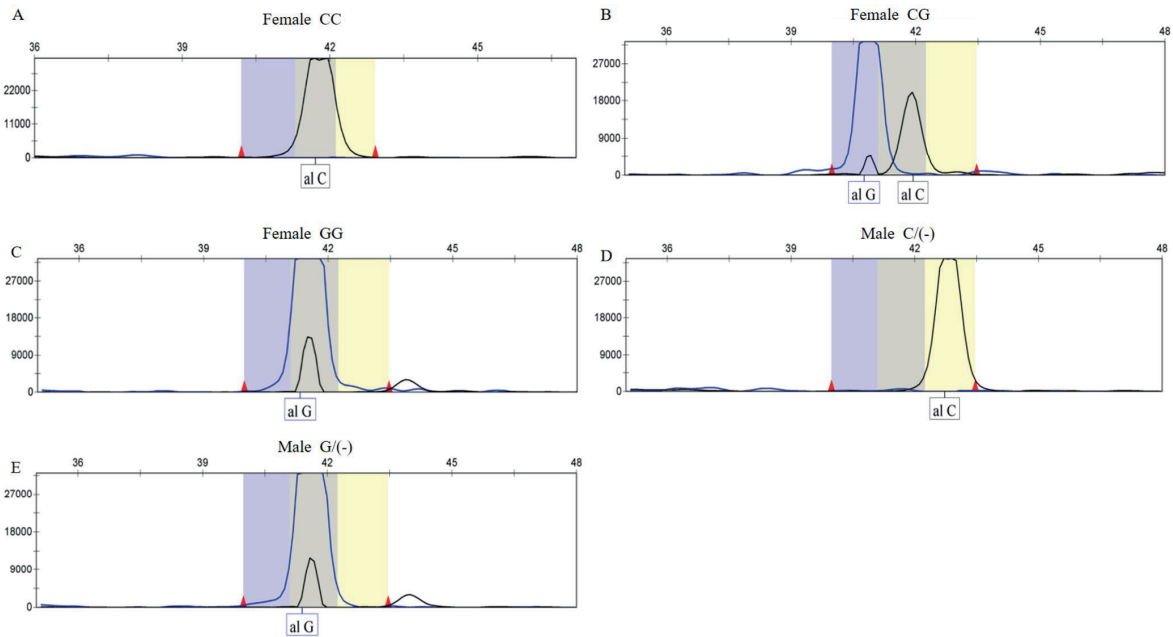 A
Female CC
36 39 42 45
22000
11000
0
al C
B
Female CG
36 39 42 45 48
27000
18000
9000
0
al G al C
C
Female GG
36 39 42 45 48
27000
18000
9000
0
al G
D
Male C/(-)
36 39 42 45 48
27000
18000
9000
0
al C
E
Male G/(-)
36 39 42 45 48
27000
18000
9000
0
al G